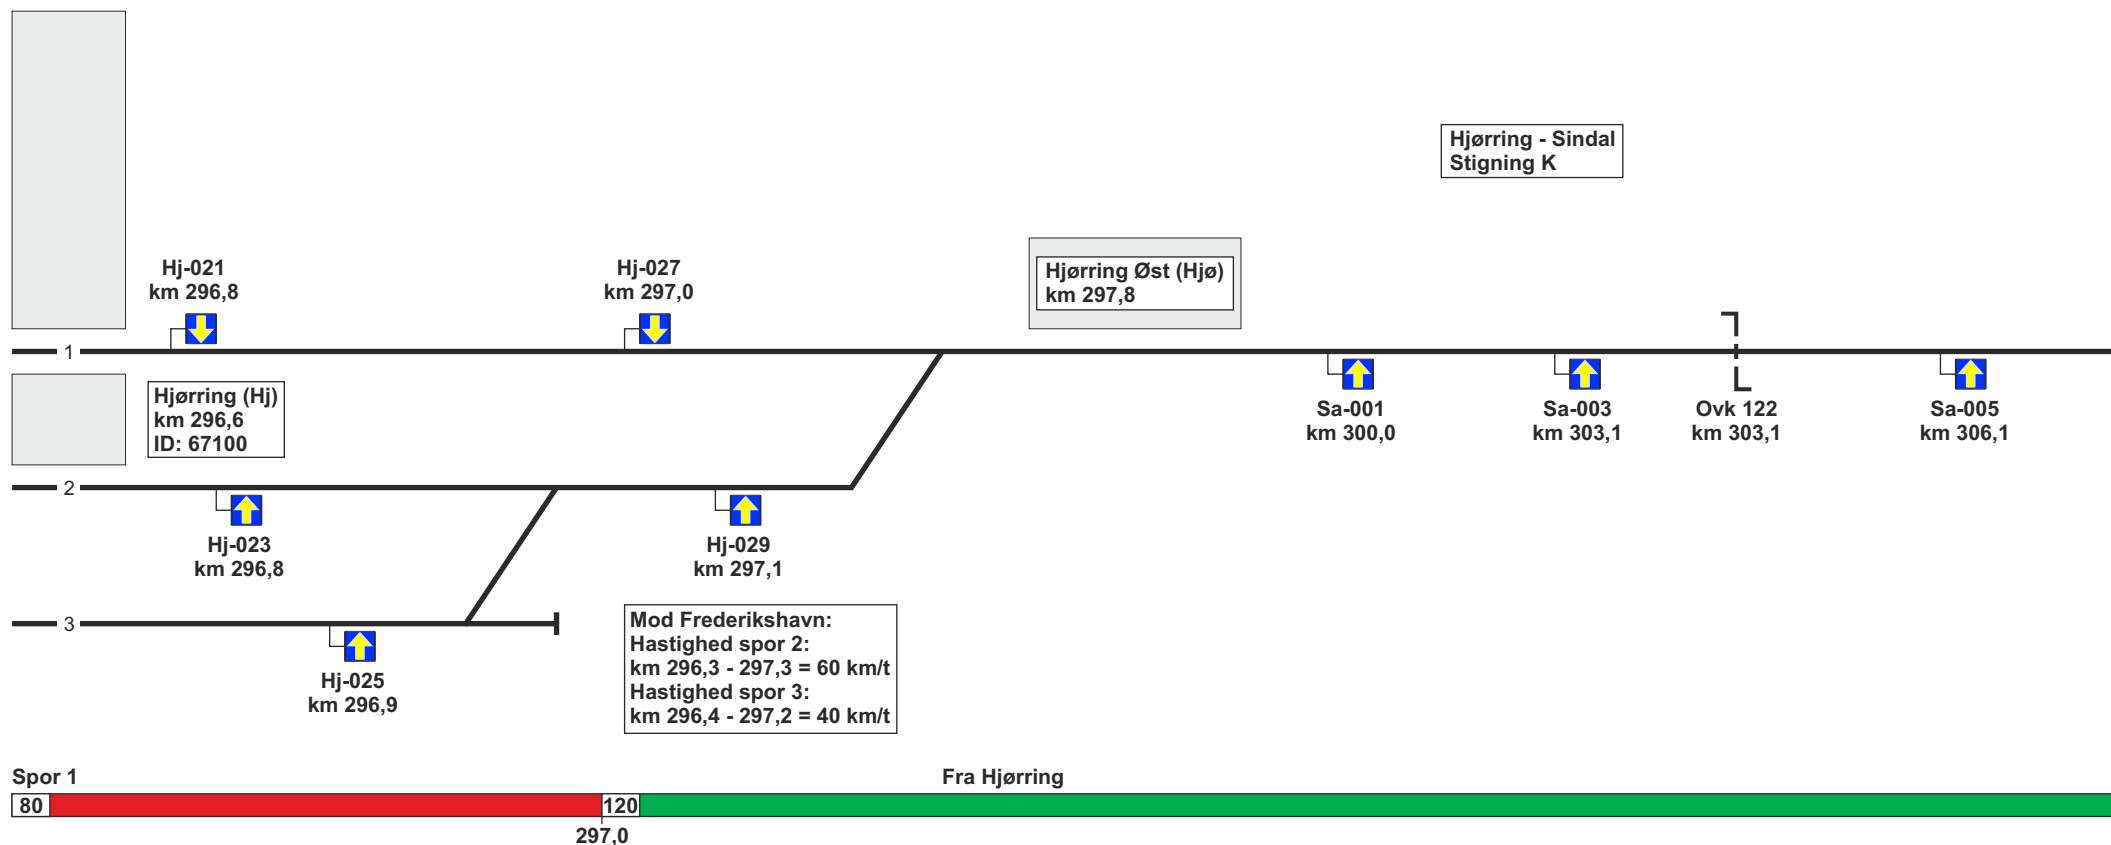 Hjørring - Sindal
Stigning K
Hj-021
km 296,8
Hj-027
km 297,0
Hjørring Øst (Hjø)
km 297,8
1
Hjørring (Hj)
km 296,6
ID: 67100
Sa-001
km 300,0
Sa-003
km 303,1
Ovk 122
km 303,1
Sa-005
km 306,1
2
Hj-023
km 296,8
Hj-029
km 297,1
3
Hj-025
km 296,9
Mod Frederikshavn:
Hastighed spor 2:
km 296,3 - 297,3 = 60 km/t
Hastighed spor 3:
km 296,4 - 297,2 = 40 km/t
Spor 1
Fra Hjørring
80
120
297,0